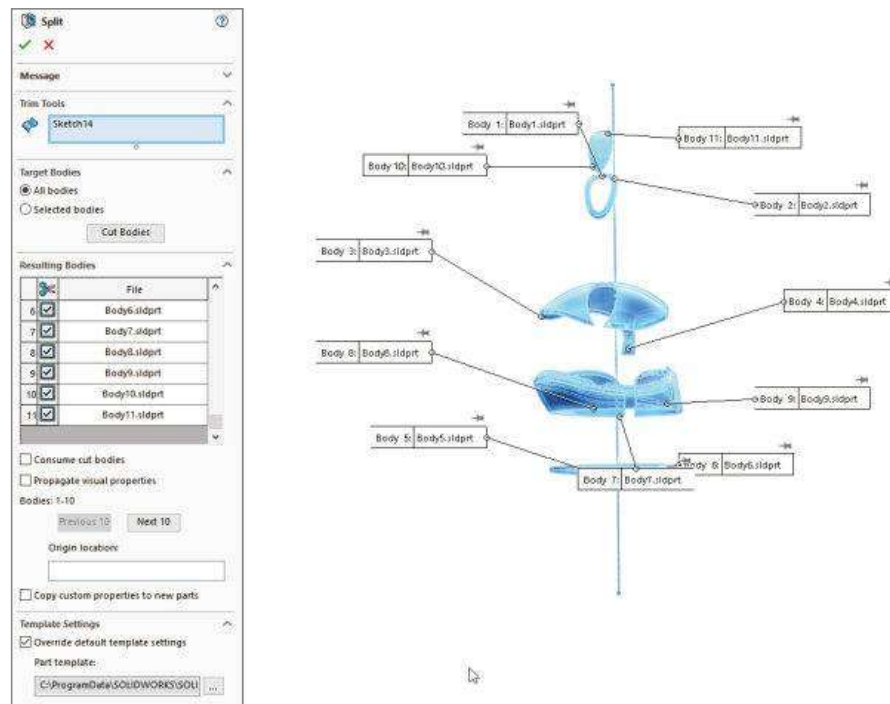 Split
Message
Trim Tools
Sketch14
Target Bodies
All bodies
Selected bodies
Cut Bodies
Resulting Bodies
File
6 Body6.sldprt
7 Body7.sldprt
8 Body8.sldprt
9 Body9.sldprt
10 Body10.sldprt
11 Body11.sldprt
Consume cut bodies
Propagate visual properties
Bodies: 1-10
Previous 10 Next 10
Origin location:
Copy custom properties to new parts
Template Settings
Override default template settings
Part template:
C:\ProgramData\SOLIDWORKS\SOLI ...
Body 1: Body1.sldprt
Body 11: Body11.sldprt
Body 10: Body10.sldprt
Body 2: Body2.sldprt
Body 3: Body3.sldprt
Body 4: Body4.sldprt
Body 8: Body8.sldprt
Body 9: Body9.sldprt
Body 5: Body5.sldprt
6: Body6.sldprt
Body 7: Body7.sldprt